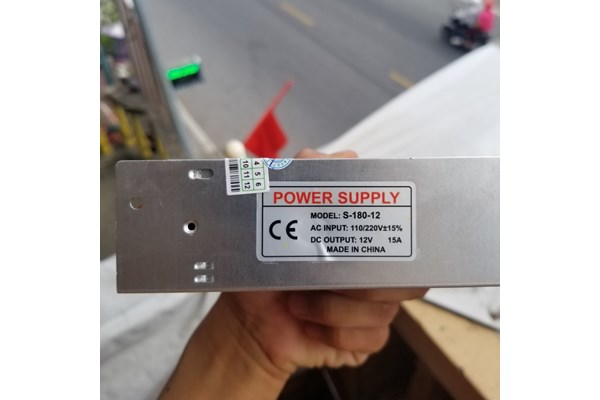 4 5 6
10 11 12
POWER SUPPLY
MODEL: S-180-12
CE
AC INPUT: 110/220V±15%
DC OUTPUT: 12V 15A
MADE IN CHINA